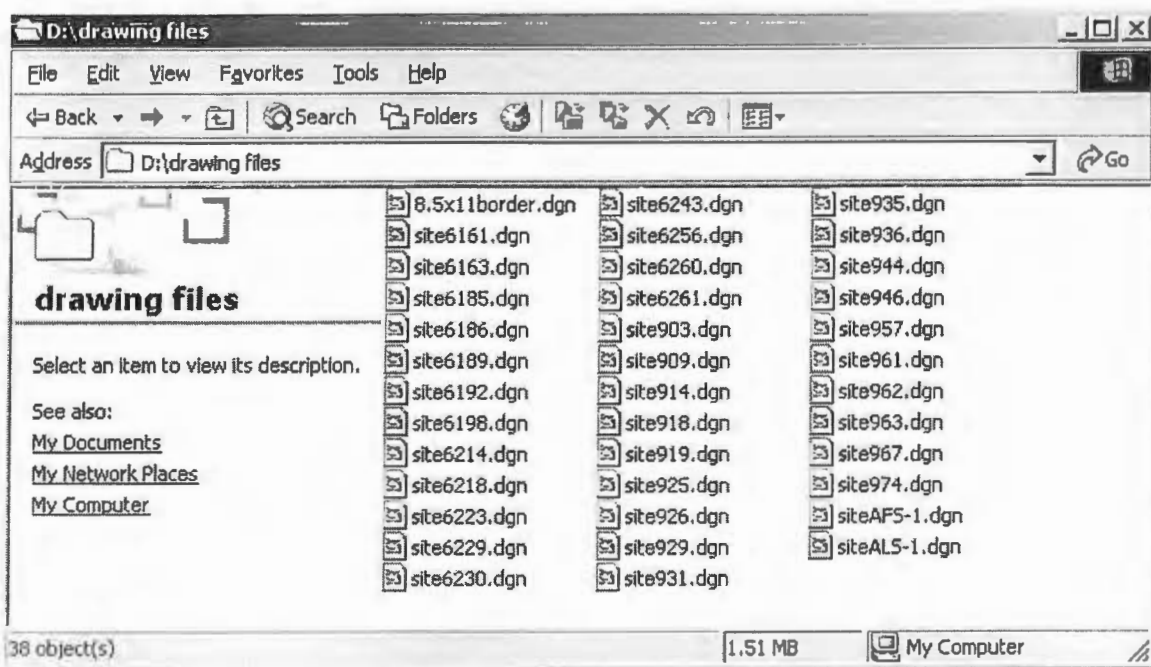 D:\drawing files
File Edit View Favorites Tools Help
Back Search Folders
Address D:\drawing files Go
drawing files
Select an item to view its description.
See also:
My Documents
My Network Places
My Computer
8.5x11border.dgn
site6161.dgn
site6163.dgn
site6185.dgn
site6186.dgn
site6189.dgn
site6192.dgn
site6198.dgn
site6214.dgn
site6218.dgn
site6223.dgn
site6229.dgn
site6230.dgn
site6243.dgn
site6256.dgn
site6260.dgn
site6261.dgn
site903.dgn
site909.dgn
site914.dgn
site918.dgn
site919.dgn
site925.dgn
site926.dgn
site929.dgn
site931.dgn
site935.dgn
site936.dgn
site944.dgn
site946.dgn
site957.dgn
site961.dgn
site962.dgn
site963.dgn
site967.dgn
site974.dgn
siteAFS-1.dgn
siteALS-1.dgn
38 object(s) 1.51 MB My Computer